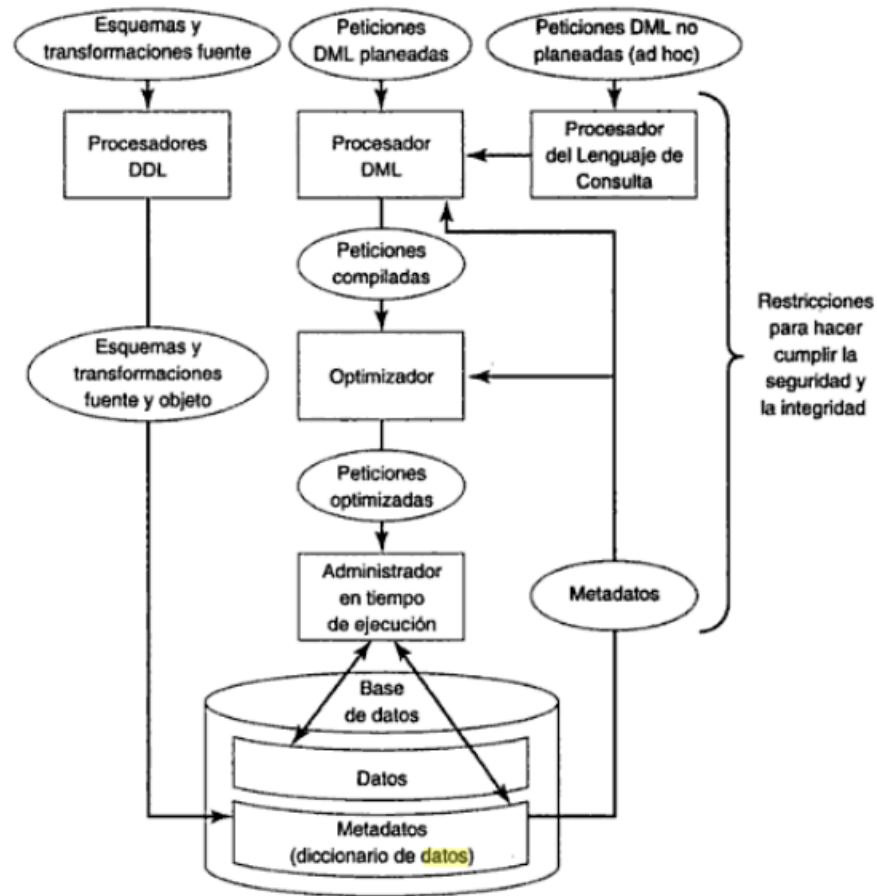 Esquemas y
transformaciones fuente
Peticiones
DML planeadas
Peticiones DML no
planeadas (ad hoc)
Procesadores
DDL
Procesador
DML
Procesador
del Lenguaje de
Consulta
Peticiones
compiladas
Esquemas y
transformaciones
fuente y objeto
Optimizador
Restricciones
para hacer
cumplir la
seguridad y
la integridad
Peticiones
optimizadas
Administrador
en tiempo
de ejecución
Metadatos
Base
de datos
Datos
Metadatos
(diccionario de datos)